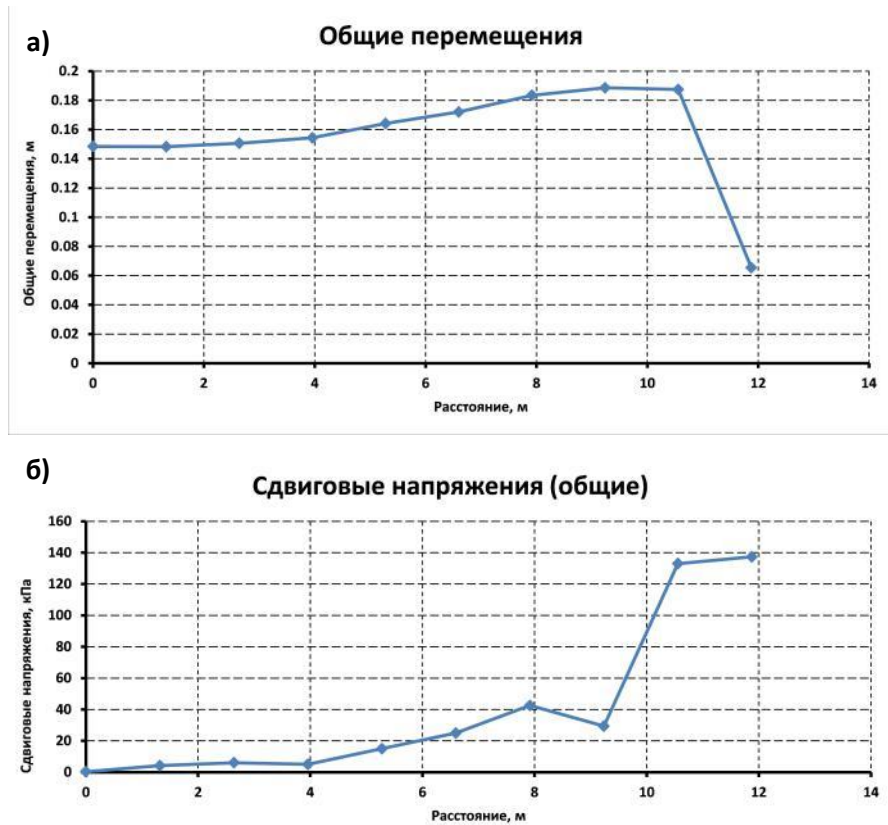 а)
Общие перемещения
Общие перемещения, м
0.2
0.18
0.16
0.14
0.12
0.1
0.08
0.06
0.04
0.02
0
0 2 4 6 8 10 12 14
Расстояние, м
б)
Сдвиговые напряжения (общие)
Сдвиговые напряжения, кПа
160
140
120
100
80
60
40
20
0
0 2 4 6 8 10 12 14
Расстояние, м